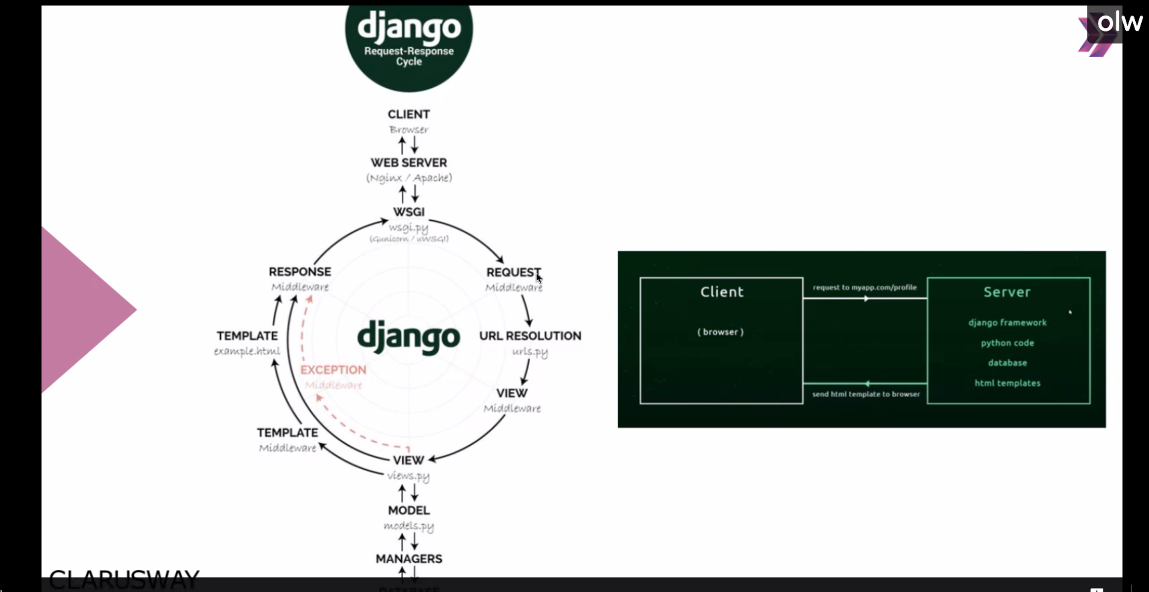 olw
django
Request-Response
Cycle
CLIENT
Browser
WEB SERVER
(Nginx / Apache)
WSGI
wsgi.py
(Gunicorn / uWSGI)
RESPONSE
Middleware
REQUEST
Middleware
TEMPLATE
example.html
django
URL RESOLUTION
urls.py
EXCEPTION
Middleware
VIEW
Middleware
TEMPLATE
Middleware
VIEW
views.py
MODEL
models.py
MANAGERS
Client
( browser )
request to myapp.com/profile
send html template to browser
Server
django framework
python code
database
html templates
CLARUSWAY